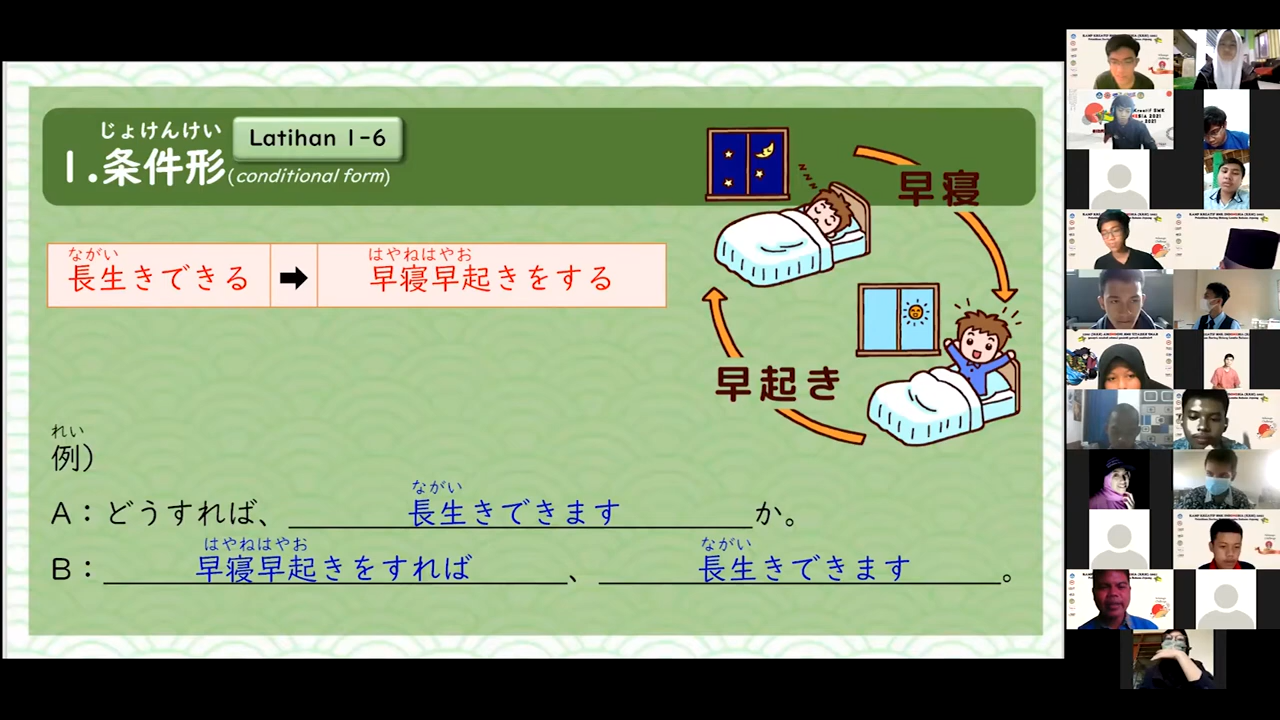 じょけんけい
1.条件形
Latihan 1-6
(conditional form)
ながい
長生きできる
➡
はやねはやお
早寝早起きをする
zzz
早寝
早起き
れい
例)
A:どうすれば、
ながい
長生きできます
か。
B:
はやねはやお
早寝早起きをすれば
、
ながい
長生きできます
。